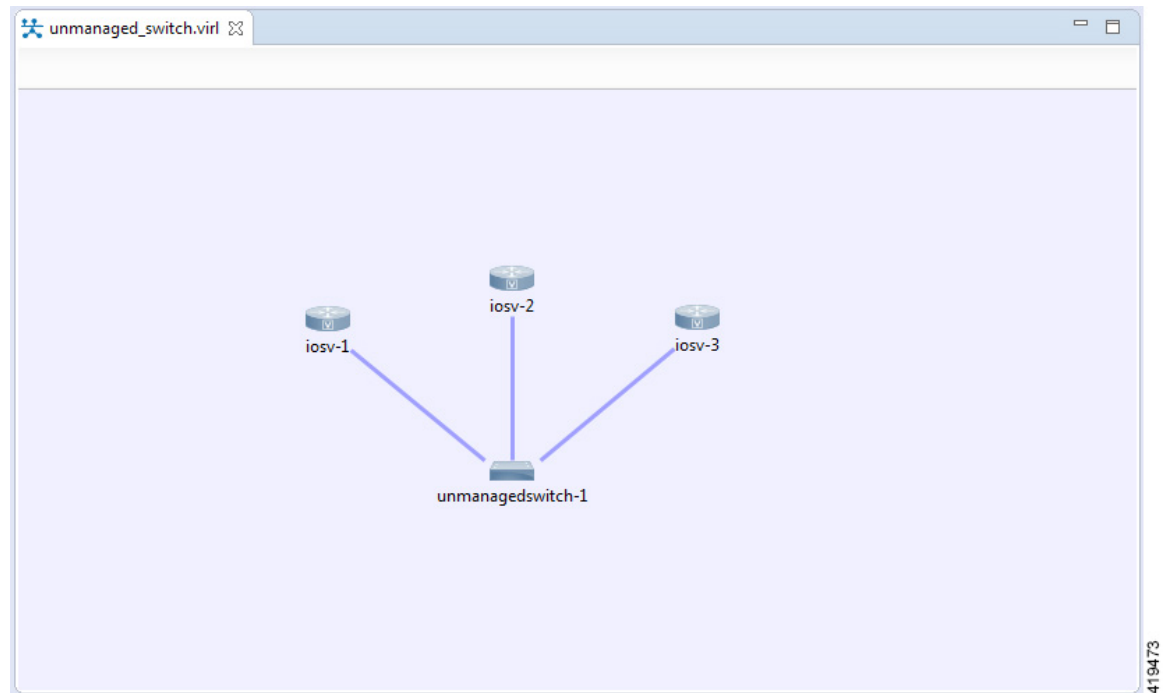 unmanaged_switch.virl
iosv-2
iosv-1
iosv-3
unmanagedswitch-1
419473